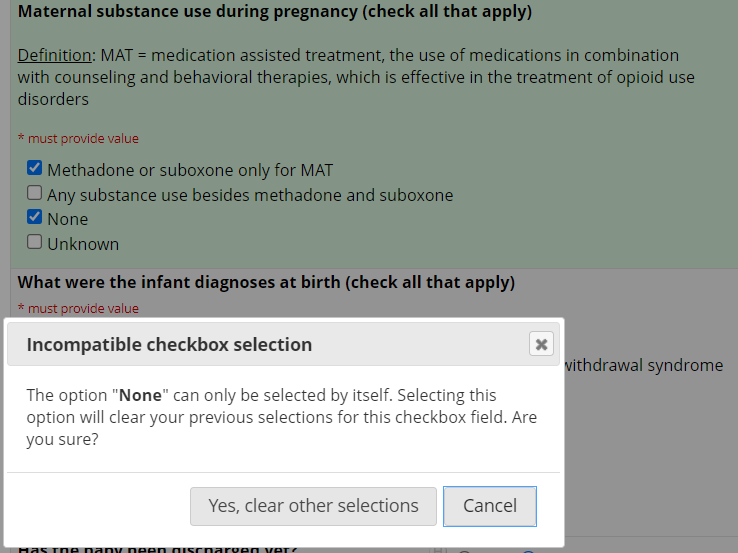 Maternal substance use during pregnancy (check all that apply)
Definition: MAT = medication assisted treatment, the use of medications in combination
with counseling and behavioral therapies, which is effective in the treatment of opioid use
disorders
* must provide value
Methadone or suboxone only for MAT
Any substance use besides methadone and suboxone
None
Unknown
What were the infant diagnoses at birth (check all that apply)
* must provide value
withdrawal syndrome
Incompatible checkbox selection
The option "None" can only be selected by itself. Selecting this
option will clear your previous selections for this checkbox field. Are
you sure?
Yes, clear other selections
Cancel
Has the baby been discharged yet?